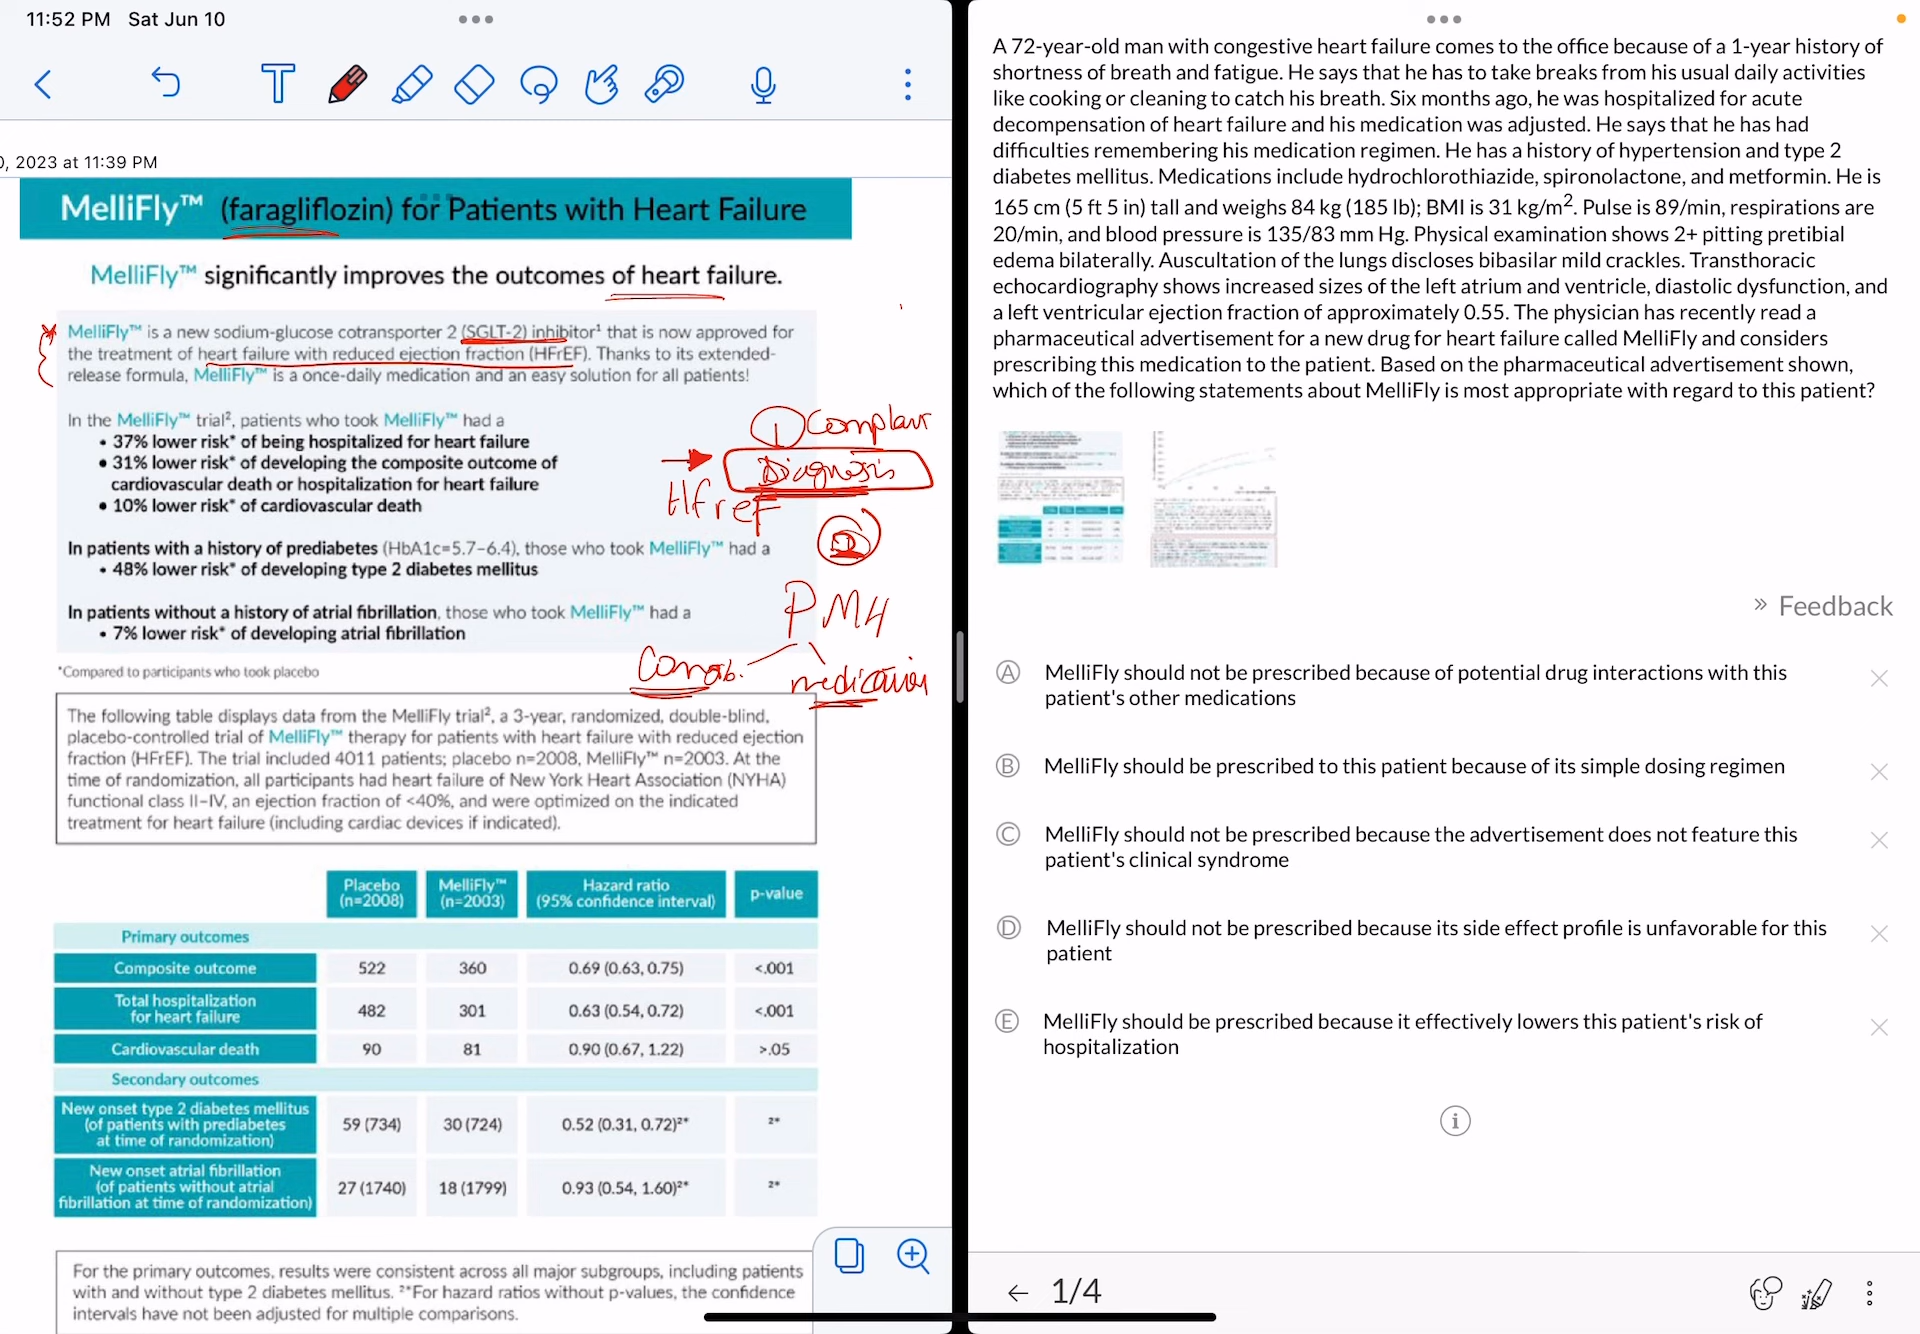 11:52 PM Sat Jun 10
0, 2023 at 11:39 PM
MelliFly™ (faragliflozin) for Patients with Heart Failure
MelliFly™ significantly improves the outcomes of heart failure.
MelliFly™ is a new sodium-glucose cotransporter 2 (SGLT-2) inhibitor¹ that is now approved for
the treatment of heart failure with reduced ejection fraction (HFrEF). Thanks to its extended-
release formula, MelliFly™ is a once-daily medication and an easy solution for all patients!
In the MelliFly™ trial², patients who took MelliFly™ had a
• 37% lower risk* of being hospitalized for heart failure
• 31% lower risk* of developing the composite outcome of
cardiovascular death or hospitalization for heart failure
• 10% lower risk* of cardiovascular death
In patients with a history of prediabetes (HbA1c=5.7–6.4), those who took MelliFly™ had a
• 48% lower risk* of developing type 2 diabetes mellitus
In patients without a history of atrial fibrillation, those who took MelliFly™ had a
• 7% lower risk* of developing atrial fibrillation
*Compared to participants who took placebo
① 
Diagnosis
HFrEF
PMH
Comorb.
medication
The following table displays data from the MelliFly trial², a 3-year, randomized, double-blind,
placebo-controlled trial of MelliFly™ therapy for patients with heart failure with reduced ejection
fraction (HFrEF). The trial included 4011 patients; placebo n=2008, MelliFly™ n=2003. At the
time of randomization, all participants had heart failure of New York Heart Association (NYHA)
functional class II–IV, an ejection fraction of <40%, and were optimized on the indicated
treatment for heart failure (including cardiac devices if indicated).
Placebo (n=2008) MelliFly™ (n=2003) Hazard ratio (95% confidence interval) p-value
Primary outcomes
Composite outcome 522 360 0.69 (0.63, 0.75) <.001
Total hospitalization for heart failure 482 301 0.63 (0.54, 0.72) <.001
Cardiovascular death 90 81 0.90 (0.67, 1.22) >.05
Secondary outcomes
New onset type 2 diabetes mellitus (of patients with prediabetes at time of randomization) 59 (734) 30 (724) 0.52 (0.31, 0.72)²* ²*
New onset atrial fibrillation (of patients without atrial fibrillation at time of randomization) 27 (1740) 18 (1799) 0.93 (0.54, 1.60)²* ²*
For the primary outcomes, results were consistent across all major subgroups, including patients
with and without type 2 diabetes mellitus. ²*For hazard ratios without p-values, the confidence
intervals have not been adjusted for multiple comparisons.
A 72-year-old man with congestive heart failure comes to the office because of a 1-year history of
shortness of breath and fatigue. He says that he has to take breaks from his usual daily activities
like cooking or cleaning to catch his breath. Six months ago, he was hospitalized for acute
decompensation of heart failure and his medication was adjusted. He says that he has had
difficulties remembering his medication regimen. He has a history of hypertension and type 2
diabetes mellitus. Medications include hydrochlorothiazide, spironolactone, and metformin. He is
165 cm (5 ft 5 in) tall and weighs 84 kg (185 lb); BMI is 31 kg/m². Pulse is 89/min, respirations are
20/min, and blood pressure is 135/83 mm Hg. Physical examination shows 2+ pitting pretibial
edema bilaterally. Auscultation of the lungs discloses bibasilar mild crackles. Transthoracic
echocardiography shows increased sizes of the left atrium and ventricle, diastolic dysfunction, and
a left ventricular ejection fraction of approximately 0.55. The physician has recently read a
pharmaceutical advertisement for a new drug for heart failure called MelliFly and considers
prescribing this medication to the patient. Based on the pharmaceutical advertisement shown,
which of the following statements about MelliFly is most appropriate with regard to this patient?
» Feedback
A MelliFly should not be prescribed because of potential drug interactions with this
patient's other medications
B MelliFly should be prescribed to this patient because of its simple dosing regimen
C MelliFly should not be prescribed because the advertisement does not feature this
patient's clinical syndrome
D MelliFly should not be prescribed because its side effect profile is unfavorable for this
patient
E MelliFly should be prescribed because it effectively lowers this patient's risk of
hospitalization
1/4